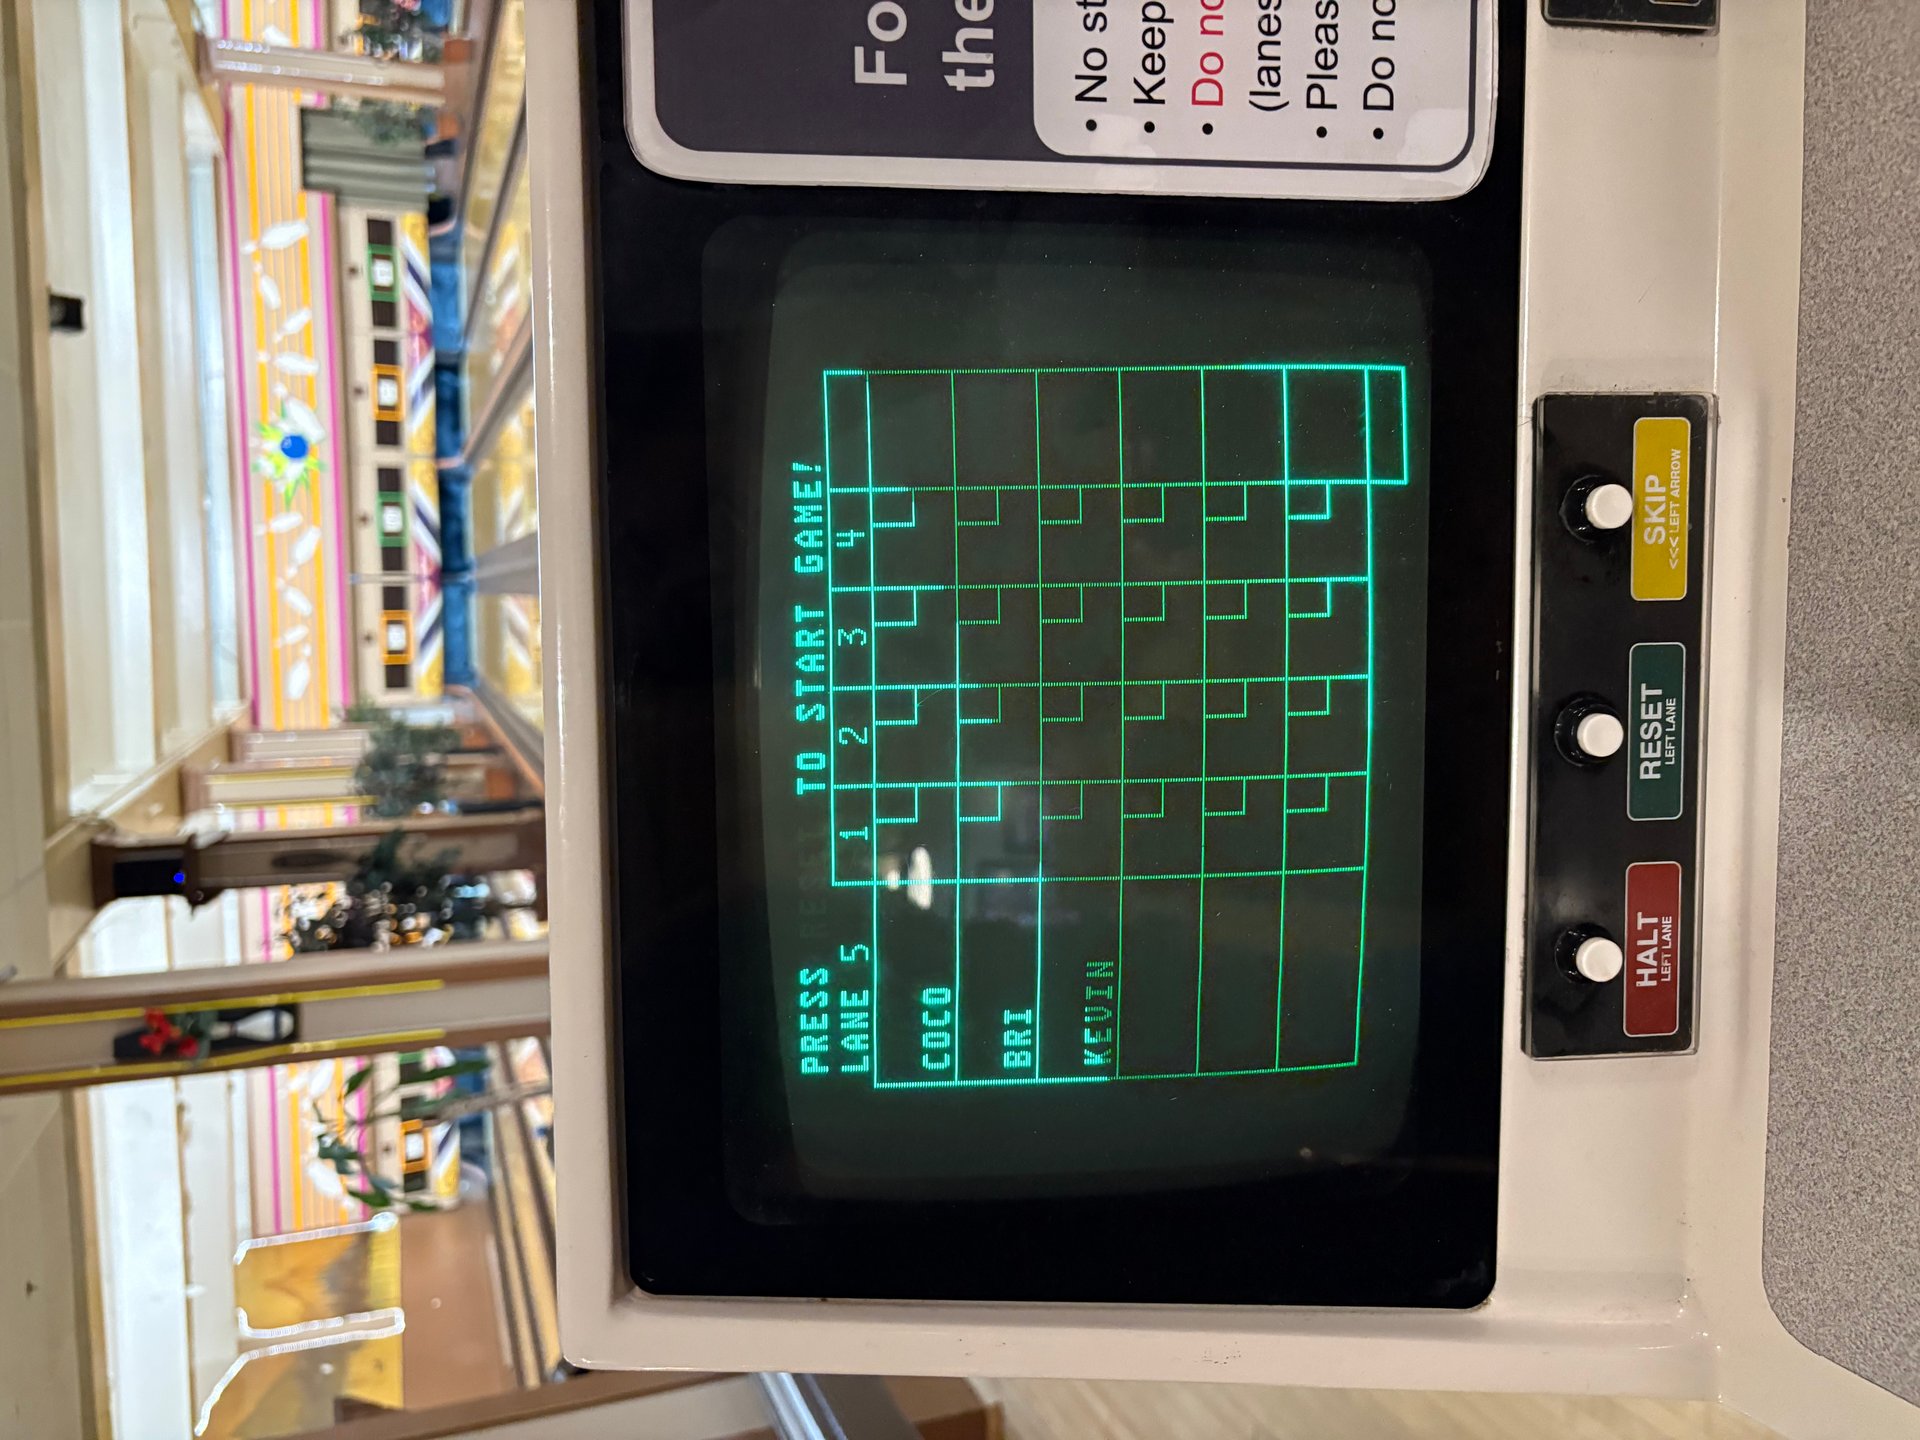 Fo
the
• No st
• Keep
• Do no
(lanes
• Pleas
• Do no
PRESS RESET TO START GAME!
LANE 5 1 2 3 4
COCO
BRI
KEVIN
HALT
LEFT LANE
RESET
LEFT LANE
SKIP
<<< LEFT ARROW